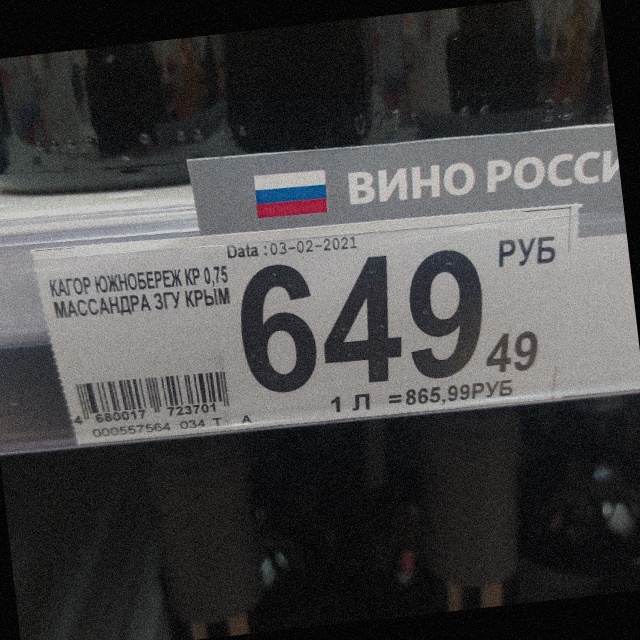 ВИНО РОССИ
Data :03-02-2021
КАГОР ЮЖНОБЕРЕЖ КР 0,75
МАССАНДРА ЗГУ КРЫМ
649 49
РУБ
1 Л =865,99РУБ
4 680017 723701
000557564 034 Т А